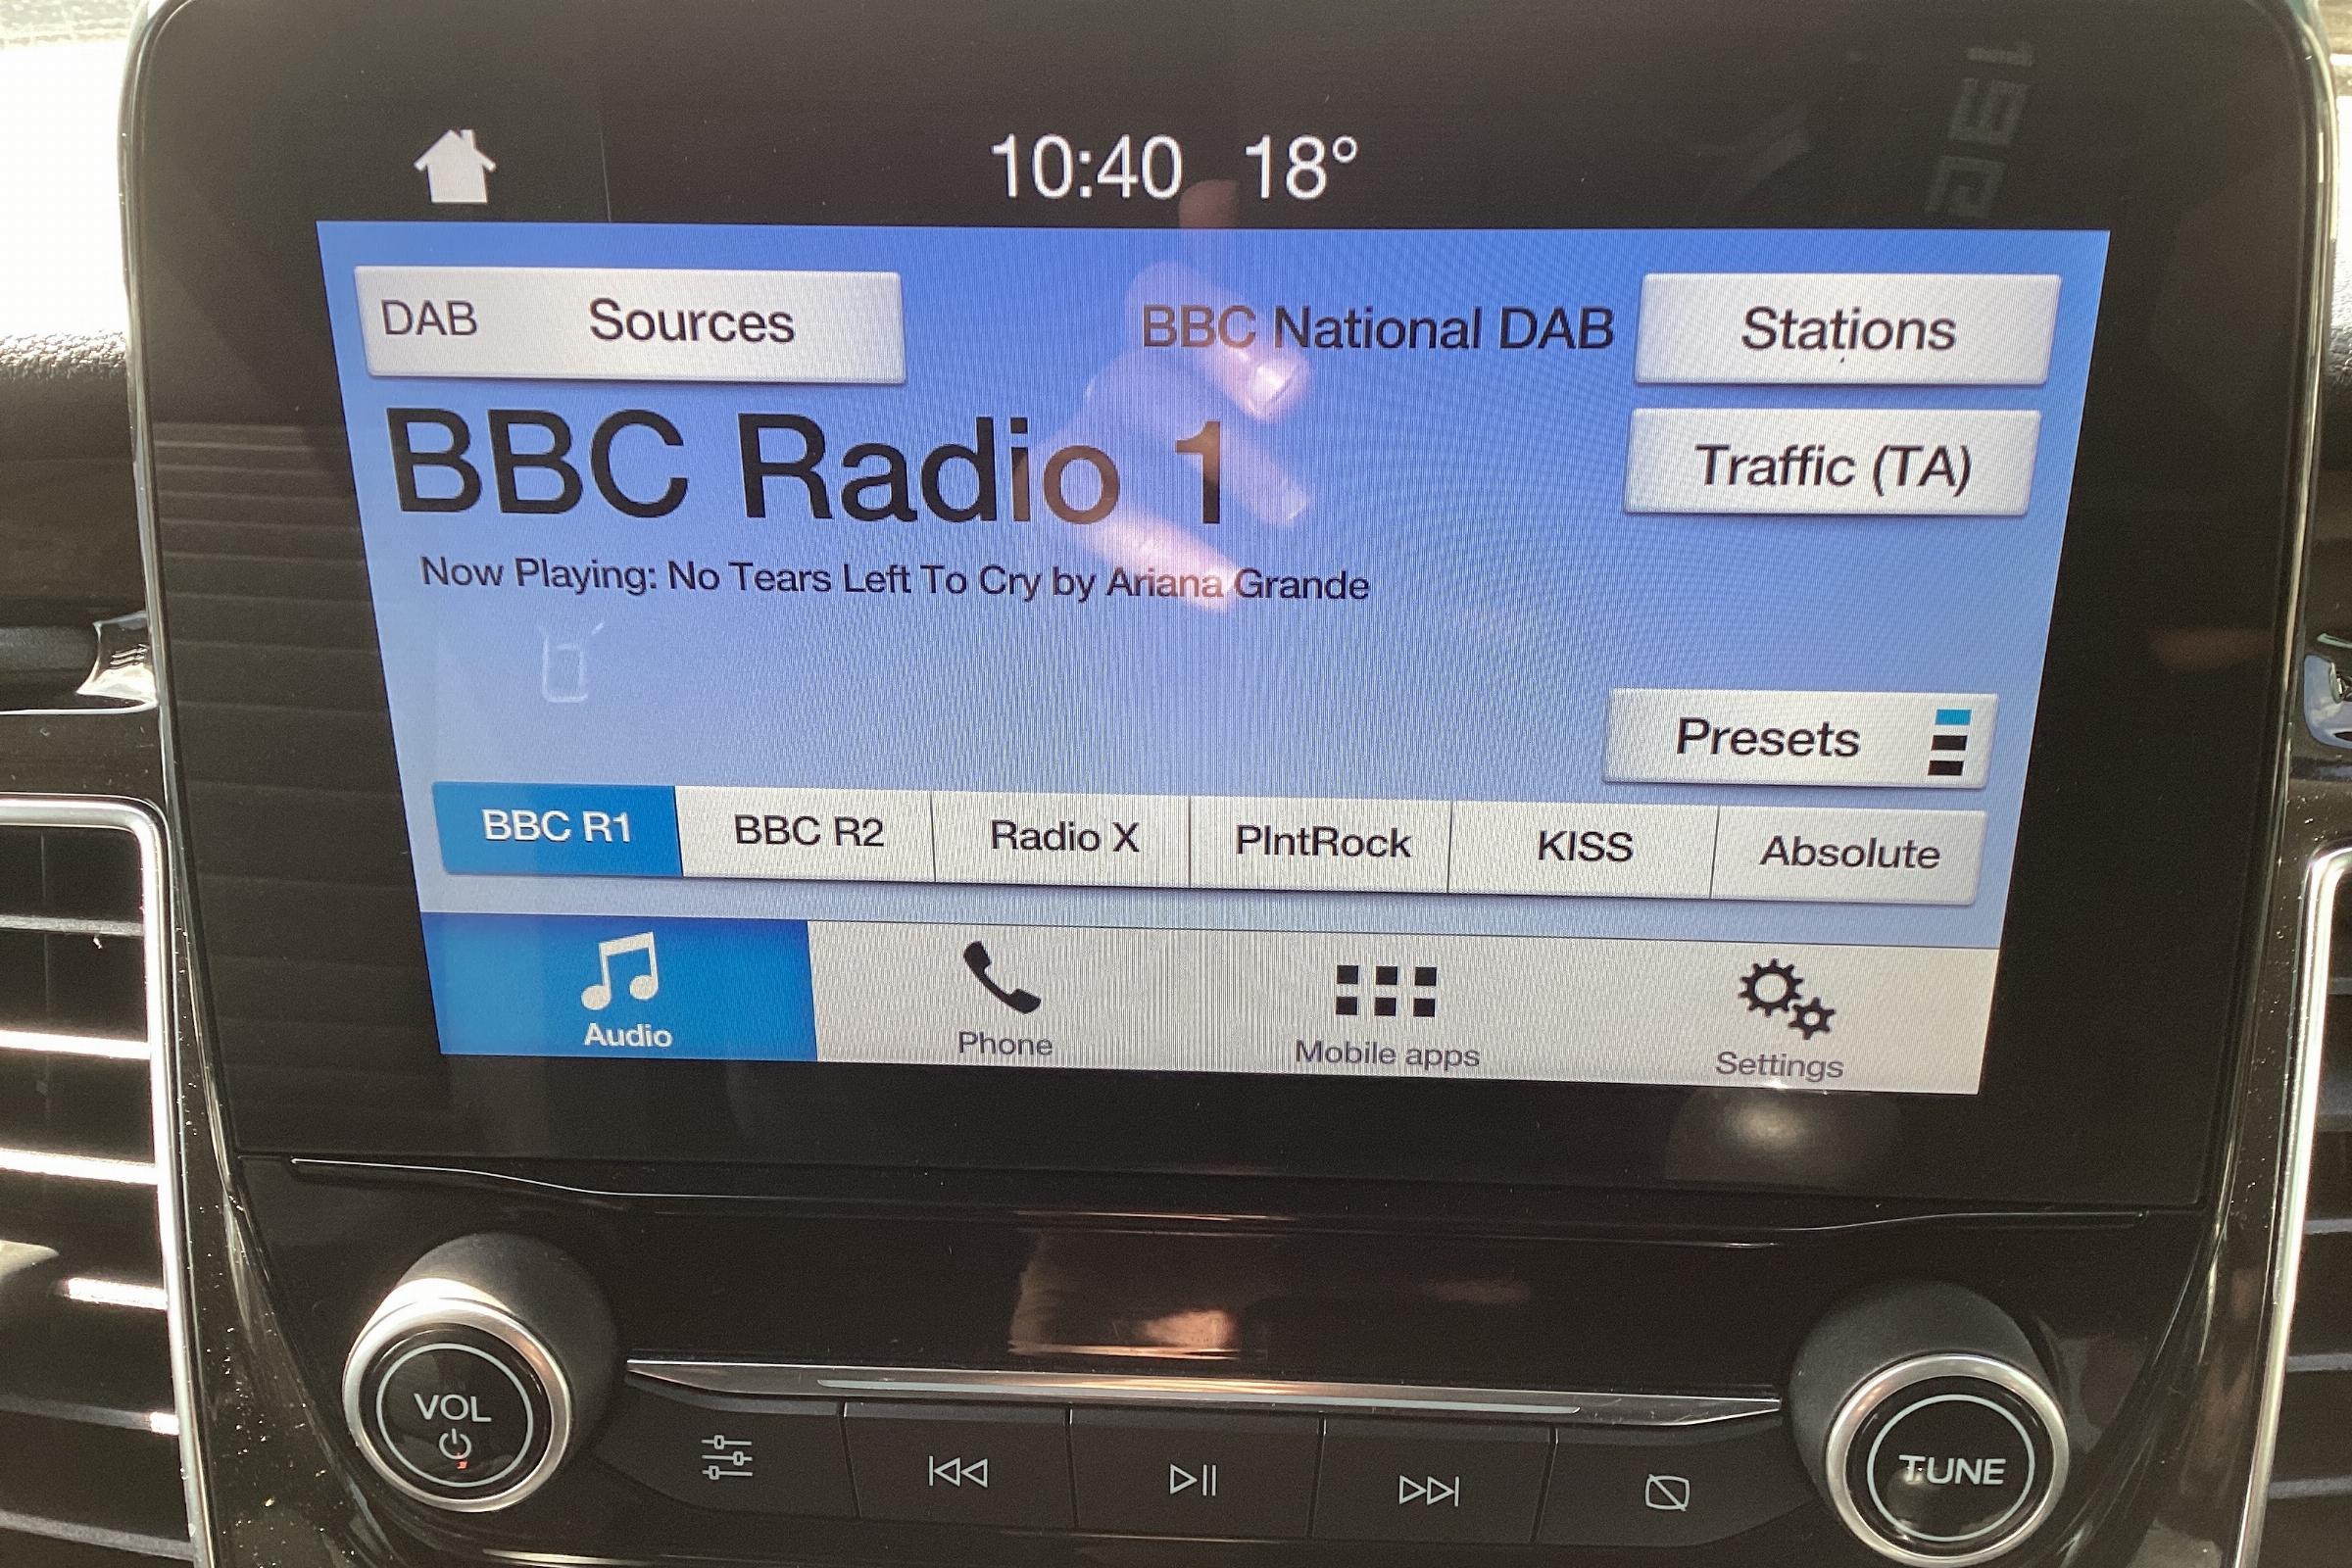 10:40 18°
DAB Sources
BBC National DAB
Stations
BBC Radio 1
Traffic (TA)
Now Playing: No Tears Left To Cry by Ariana Grande
Presets
BBC R1
BBC R2
Radio X
PlntRock
KISS
Absolute
Audio
Phone
Mobile apps
Settings
VOL
TUNE